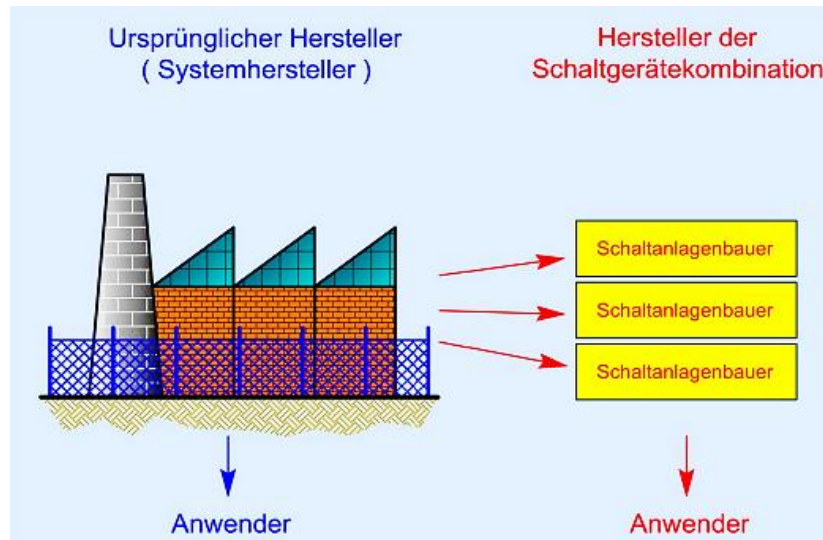 Ursprünglicher Hersteller
( Systemhersteller )
Hersteller der
Schaltgerätekombination
Schaltanlagenbauer
Schaltanlagenbauer
Schaltanlagenbauer
Anwender
Anwender